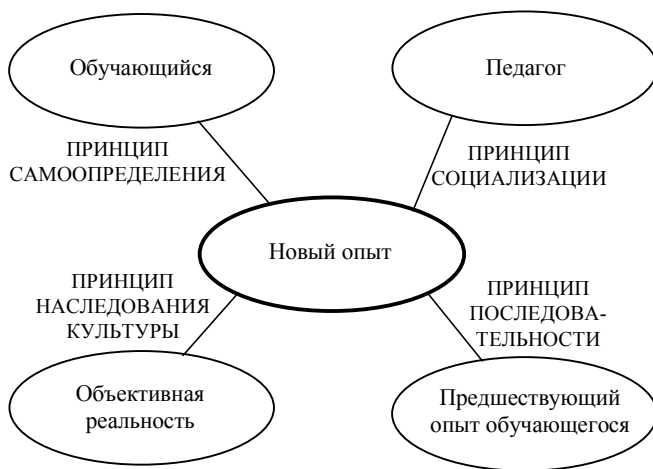 Обучающийся
Педагог
ПРИНЦИП
САМООПРЕДЕЛЕНИЯ
ПРИНЦИП
СОЦИАЛИЗАЦИИ
Новый опыт
ПРИНЦИП
НАСЛЕДОВАНИЯ
КУЛЬТУРЫ
ПРИНЦИП
ПОСЛЕДОВА-
ТЕЛЬНОСТИ
Объективная
реальность
Предшествующий
опыт обучающегося